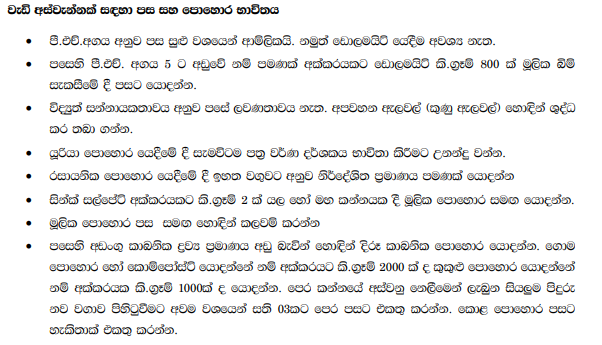 වැඩි අස්වැන්නක් සඳහා පස සහ පොහොර භාවිතය
• පී.එච්.අගය අනුව පස සුළු වශයෙන් ආම්ලිකයි. නමුත් ඩොලමයිට් යෙදීම අවශ්‍ය නැත.
• පසෙහි පී.එච්. අගය 5 ට අඩුවේ නම් පමණක් අක්කරයකට ඩොලමයිට් කි.ග්‍රෑම් 800 ක් මූලික බිම්
සැකසීමේ දී පසට යොදන්න.
• විද්‍යුත් සන්නායකතාවය අනුව පසේ ලවණතාවය නැත. අපවහන ඇලවල් (කුණු ඇලවල්) හොඳින් ශුද්ධ
කර තබා ගන්න.
• යූරියා පොහොර යෙදීමේ දී සැමවිටම පත්‍ර වර්ණ දර්ශකය භාවිතා කිරීමට උනන්දු වන්න.
• රසායනික පොහොර යෙදීමේ දී ඉහත වගුවට අනුව නිර්දේශිත ප්‍රමාණය පමණක් යොදන්න
• සින්ක් සල්පේට් අක්කරයකට කි.ග්‍රෑම් 2 ක් යල හෝ මහ කන්නයක දී මූලික පොහොර සමඟ යොදන්න.
• මූලික පොහොර පස සමඟ හොඳින් කලවම් කරන්න
• පසෙහි අඩංගු කාබනික ද්‍රව්‍ය ප්‍රමාණය අඩු බැවින් හොඳින් දිරූ කාබනික පොහොර යොදන්න. ගොම
පොහොර හෝ කොම්පෝස්ට් යොදන්නේ නම් අක්කරයට කි.ග්‍රෑම් 2000 ක් ද කුකුළු පොහොර යොදන්නේ
නම් අක්කරයක කි.ග්‍රෑම් 1000ක් ද යොදන්න. පෙර කන්නයේ අස්වනු නෙලීමෙන් ලැබුන සියලුම පිදුරු
නව වගාව පිහිටුවීමට අවම වශයෙන් සති 03කට පෙර පසට එකතු කරන්න. කොළ පොහොර පසට
හැකිතාක් එකතු කරන්න.